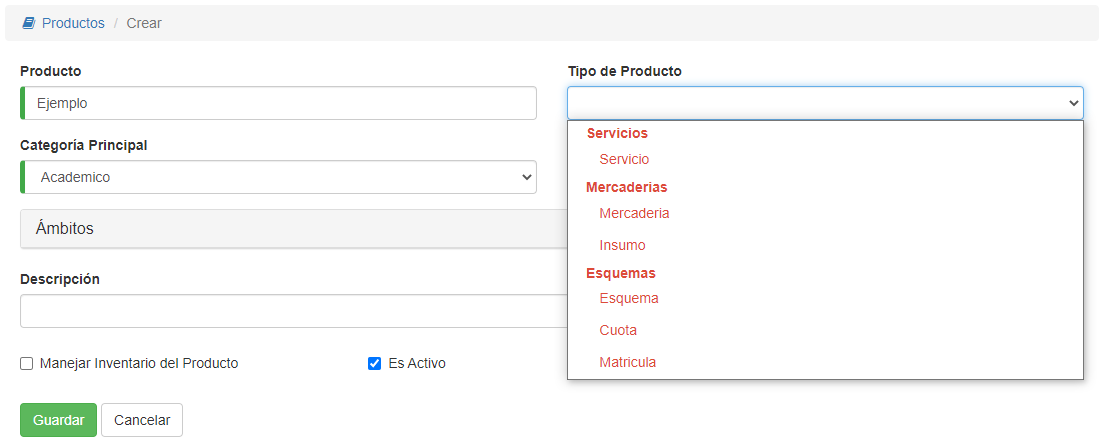 Productos / Crear
Producto
Ejemplo
Tipo de Producto
Servicios
Servicio
Mercaderias
Mercaderia
Insumo
Esquemas
Esquema
Cuota
Matricula
Categoría Principal
Academico
Ámbitos
Descripción
Manejar Inventario del Producto
Es Activo
Guardar
Cancelar